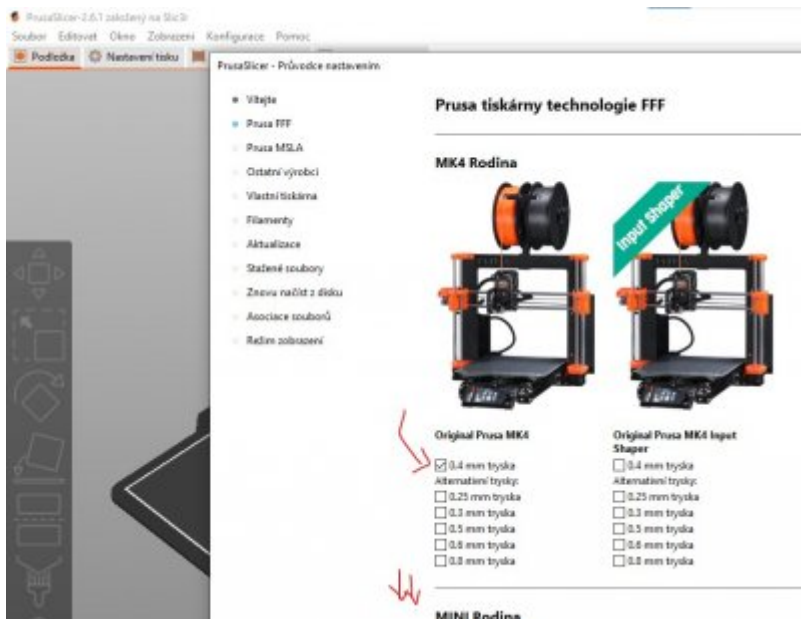 PrusaSlicer-2.6.1 založený na Slic3r
Soubor Editovat Okno Zobrazení Konfigurace Pomoc
Podložka Nastavení tisku
PrusaSlicer - Průvodce nastavením
Vítejte
Prusa FFF
Prusa MSLA
Ostatní výrobci
Vlastní tiskárna
Filamenty
Aktualizace
Stažené soubory
Znovu načíst z disku
Asociace souborů
Režim zobrazení
Prusa tiskárny technologie FFF
MK4 Rodina
Input shaper
Original Prusa MK4
0.4 mm tryska
Alternativní trysky:
0.25 mm tryska
0.3 mm tryska
0.5 mm tryska
0.6 mm tryska
0.8 mm tryska
Original Prusa MK4 Input
Shaper
0.4 mm tryska
Alternativní trysky:
0.25 mm tryska
0.3 mm tryska
0.5 mm tryska
0.6 mm tryska
0.8 mm tryska
MINI Rodina